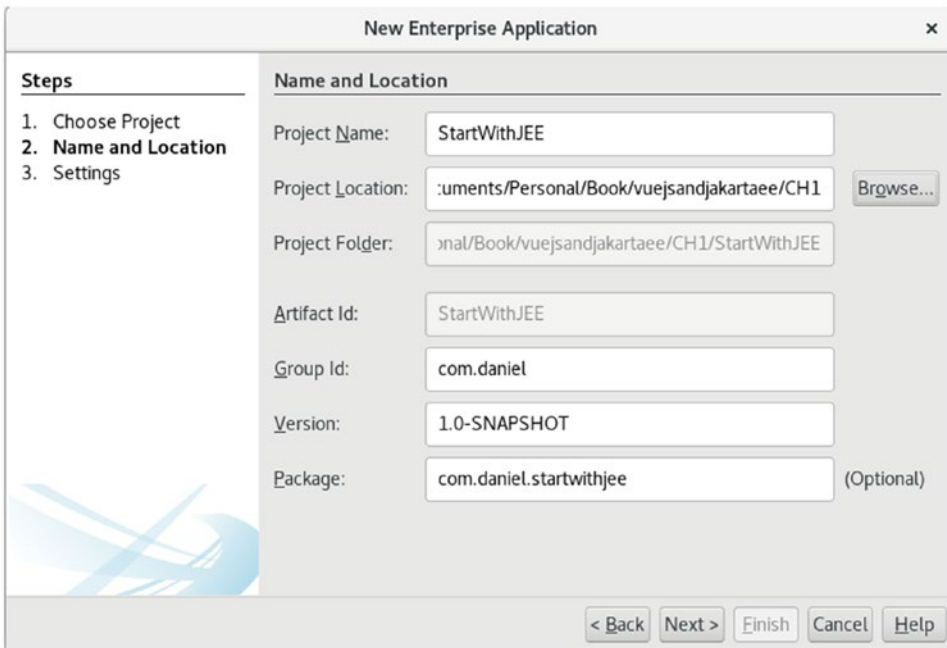 New Enterprise Application
×
Steps
1. Choose Project
2. Name and Location
3. Settings
Name and Location
Project Name: StartWithJEE
Project Location: :uments/Personal/Book/vuejsandjakartaee/CH1 Browse...
Project Folder: onal/Book/vuejsandjakartaee/CH1/StartWithJEE
Artifact Id: StartWithJEE
Group Id: com.daniel
Version: 1.0-SNAPSHOT
Package: com.daniel.startwithjee (Optional)
< Back Next > Finish Cancel Help